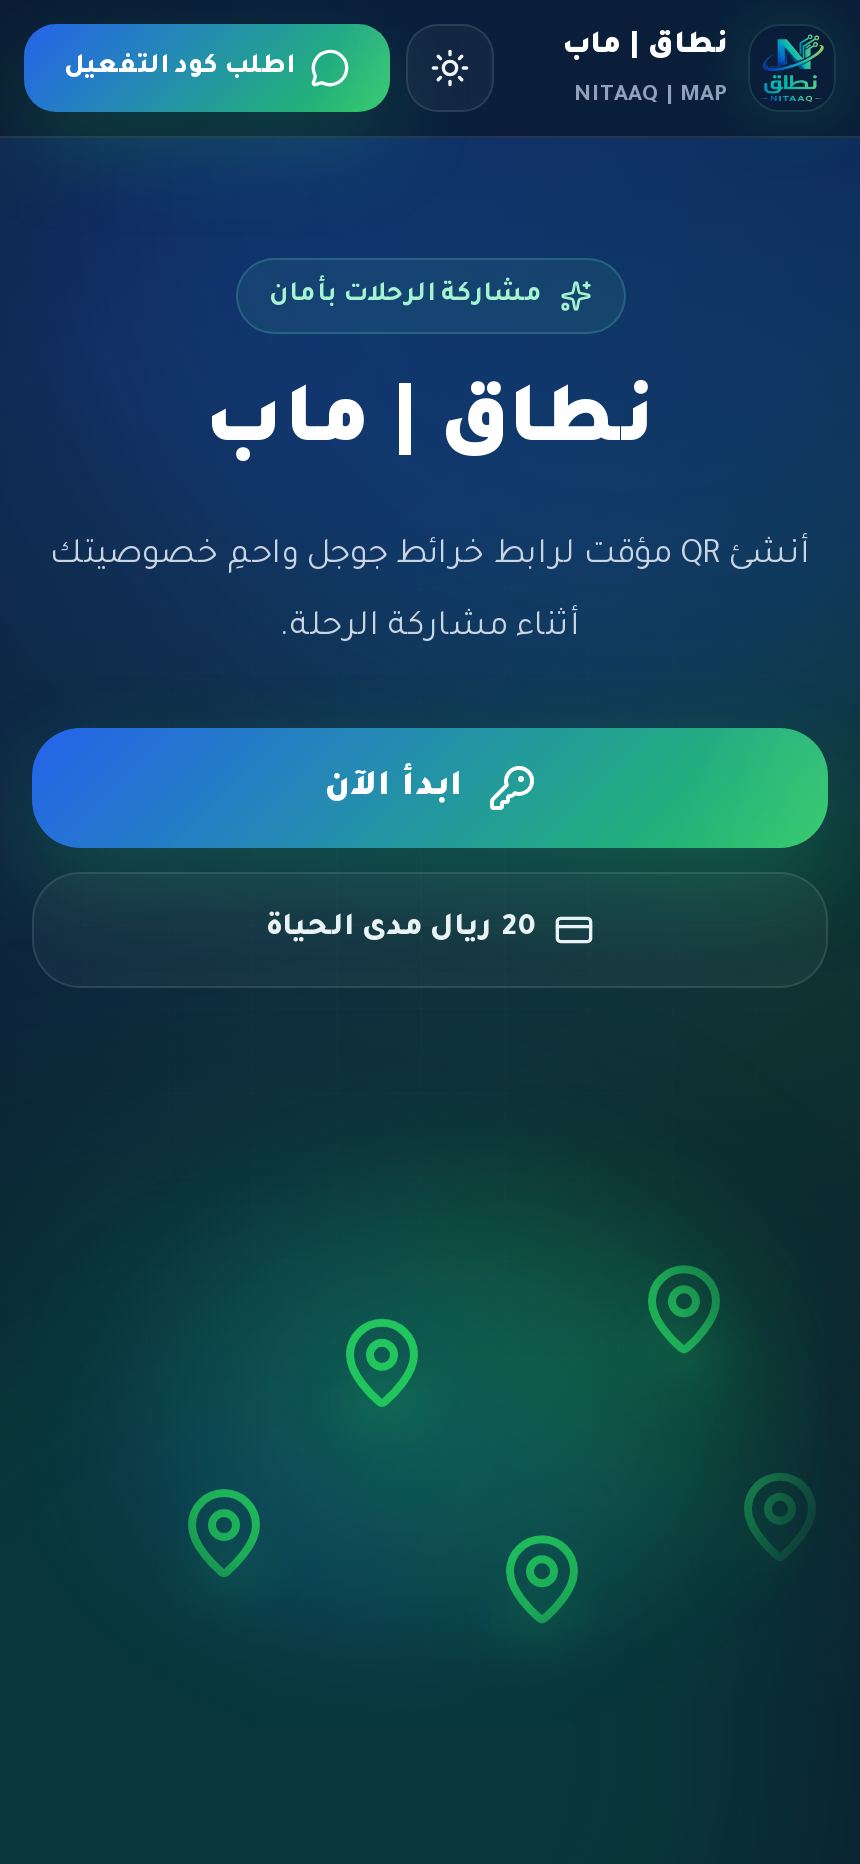 نطاق
NITAAQ
نطاق | ماب
NITAAQ | MAP
اطلب كود التفعيل
مشاركة الرحلات بأمان
نطاق | ماب
أنشئ QR مؤقت لرابط خرائط جوجل واحمِ خصوصيتك
أثناء مشاركة الرحلة.
ابدأ الآن
20 ريال مدى الحياة